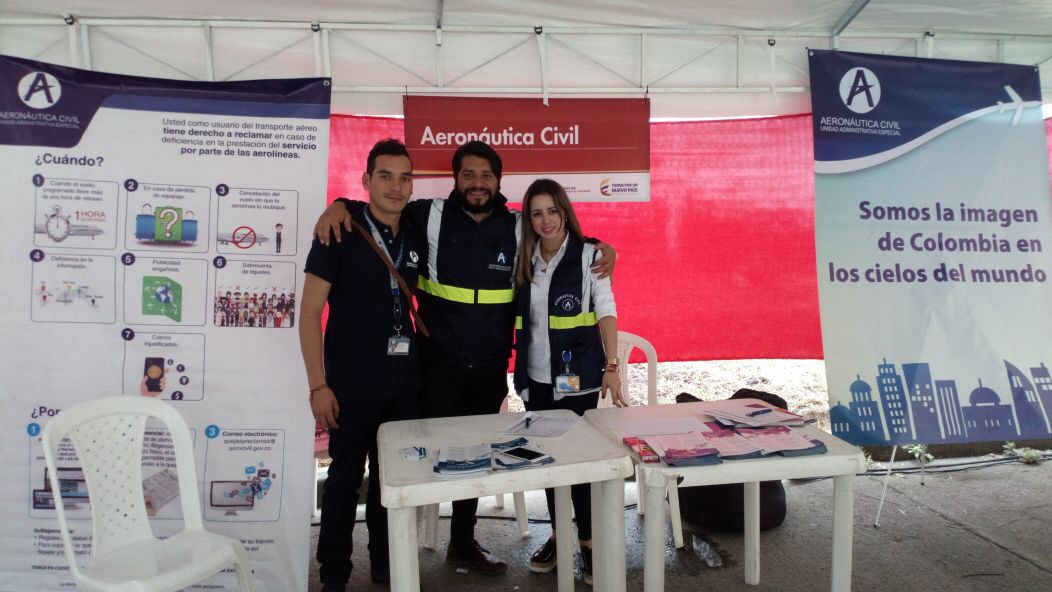 AERONÁUTICA CIVIL
UNIDAD ADMINISTRATIVA ESPECIAL
Usted como usuario del transporte aéreo
tiene derecho a reclamar en caso de
deficiencia en la prestación del servicio
por parte de las aerolíneas.
¿Cuándo?
1
Cuando el vuelo
programado tiene más
de una hora de retraso
1 HORA
2
En caso de pérdida
de equipaje.
3
Cancelación del
vuelo sin que la
aerolínea lo reubique.
4
Deficiencia en la
información.
5
Publicidad
engañosa.
6
Sobreventa
de tiquetes.
7
Cobros
injustificados.
¿Po
1
3
Correo electrónico:
quejasyreclamos@
aerocivil.gov.co
Aeronáutica Civil
TODOS POR UN
NUEVO PAÍS
AERONÁUTICA CIVIL
UNIDAD ADMINISTRATIVA ESPECIAL
Somos la imagen
de Colombia en
los cielos del mundo